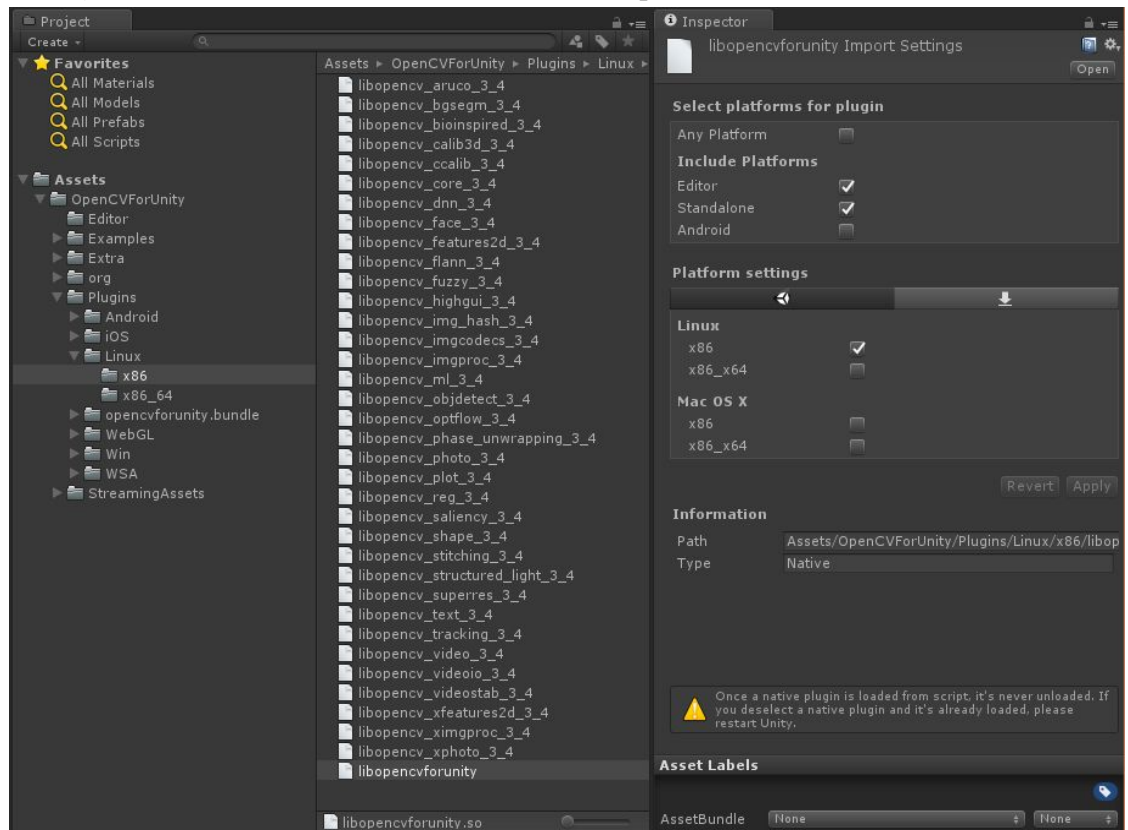 Project
Create
Favorites
All Materials
All Models
All Prefabs
All Scripts
Assets
OpenCVForUnity
Editor
Examples
Extra
org
Plugins
Android
iOS
Linux
x86
x86_64
opencvforunity.bundle
WebGL
Win
WSA
StreamingAssets
Assets OpenCVForUnity Plugins Linux
libopencv_aruco_3_4
libopencv_bgsegm_3_4
libopencv_bioinspired_3_4
libopencv_calib3d_3_4
libopencv_ccalib_3_4
libopencv_core_3_4
libopencv_dnn_3_4
libopencv_face_3_4
libopencv_features2d_3_4
libopencv_flann_3_4
libopencv_fuzzy_3_4
libopencv_highgui_3_4
libopencv_img_hash_3_4
libopencv_imgcodecs_3_4
libopencv_imgproc_3_4
libopencv_ml_3_4
libopencv_objdetect_3_4
libopencv_optflow_3_4
libopencv_phase_unwrapping_3_4
libopencv_photo_3_4
libopencv_plot_3_4
libopencv_reg_3_4
libopencv_saliency_3_4
libopencv_shape_3_4
libopencv_stitching_3_4
libopencv_structured_light_3_4
libopencv_superres_3_4
libopencv_text_3_4
libopencv_tracking_3_4
libopencv_video_3_4
libopencv_videoio_3_4
libopencv_videostab_3_4
libopencv_xfeatures2d_3_4
libopencv_ximgproc_3_4
libopencv_xphoto_3_4
libopencvforunity
libopencvforunity.so
Inspector
libopencvforunity Import Settings
Open
Select platforms for plugin
Any Platform
Include Platforms
Editor
Standalone
Android
Platform settings
Linux
x86
x86_x64
Mac OS X
x86
x86_x64
Revert Apply
Information
Path Assets/OpenCVForUnity/Plugins/Linux/x86/libop
Type Native
Once a native plugin is loaded from script, it's never unloaded. If
you deselect a native plugin and it's already loaded, please
restart Unity.
Asset Labels
AssetBundle None None